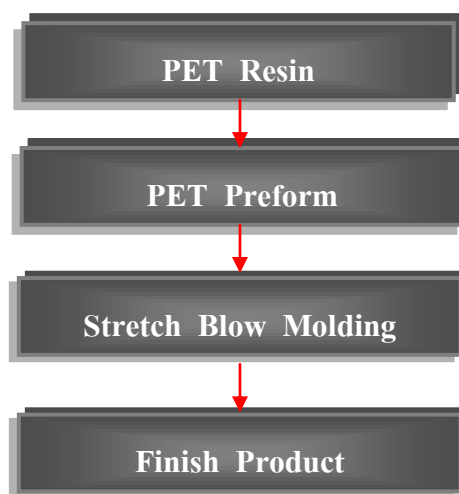 PET Resin
PET Preform
Stretch Blow Molding
Finish Product